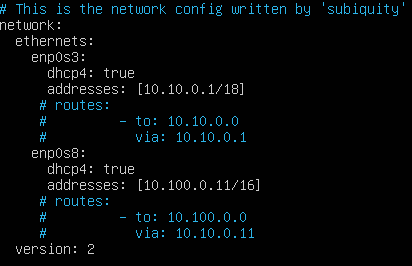 # This is the network config written by 'subiquity'
network:
  ethernets:
    enp0s3:
      dhcp4: true
      addresses: [10.10.0.1/18]
     # routes:
     #         - to: 10.10.0.0
     #           via: 10.10.0.1
    enp0s8:
      dhcp4: true
      addresses: [10.100.0.11/16]
     # routes:
     #         - to: 10.100.0.0
     #           via: 10.10.0.11
  version: 2